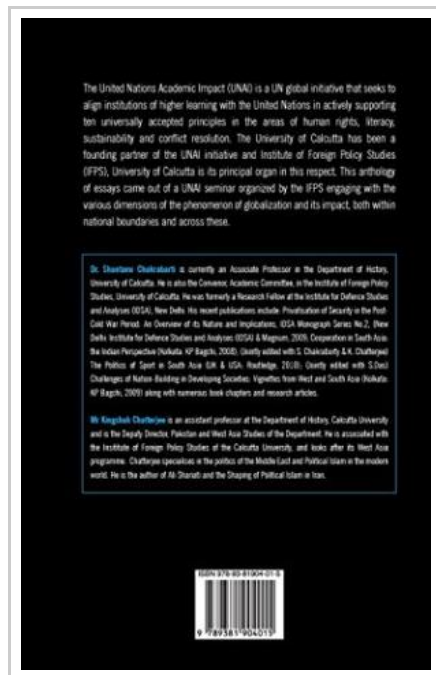 The United Nations Academic Impact (UNAI) is a UN global initiative that seeks to
align institutions of higher learning with the United Nations in actively supporting
ten universally accepted principles in the areas of human rights, literacy,
sustainability and conflict resolution. The University of Calcutta has been a
founding partner of the UNAI initiative and Institute of Foreign Policy Studies
(IFPS), University of Calcutta is its principal organ in this respect. This anthology
of essays came out of a UNAI seminar organized by the IFPS engaging with the
various dimensions of the phenomenon of globalization and its impact, both within
national boundaries and across these.
Dr. Shantanu Chakrabarti is currently an Associate Professor in the Department of History,
University of Calcutta. He is also the Convenor, Academic Committee, in the Institute of Foreign Policy
Studies, University of Calcutta. He was formerly a Research Fellow at the Institute for Defence Studies
and Analyses (IDSA), New Delhi. His recent publications include: Privatisation of Security in the Post-
Cold War Period: An Overview of its Nature and Implications, IDSA Monograph Series No.2, (New
Delhi: Institute for Defence Studies and Analyses (IDSA) & Magnum, 2009; Cooperation in South Asia:
the Indian Perspective (Kolkata: KP Bagchi, 2008); (Jointly edited with S. Chakraborty & K. Chatterjee)
The Politics of Sport in South Asia (UK & USA: Routledge, 2010); (Jointly edited with S.Das)
Challenges of Nation-Building in Developing Societies: Vignettes from West and South Asia (Kolkata:
KP Bagchi, 2009) along with numerous book chapters and research articles.
Mr Kingshuk Chatterjee is an assistant professor at the Department of History, Calcutta University
and is the Deputy Director, Pakistan and West Asia Studies of the Department. He is associated with
the Institute of Foreign Policy Studies of the Calcutta University, and looks after its West Asia
programme. Chatterjee specialises in the politics of the Middle East and Political Islam in the modern
world. He is the author of Ali Shariati and the Shaping of Political Islam in Iran.
ISBN 978-93-81904-01-5
9 789381 904015